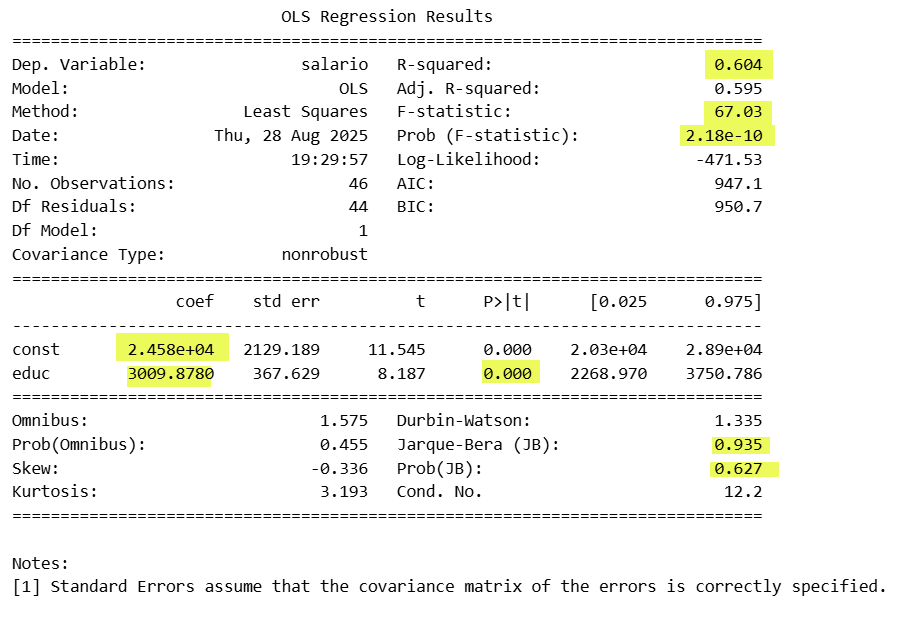 OLS Regression Results
==============================================================================
Dep. Variable: salario R-squared: 0.604
Model: OLS Adj. R-squared: 0.595
Method: Least Squares F-statistic: 67.03
Date: Thu, 28 Aug 2025 Prob (F-statistic): 2.18e-10
Time: 19:29:57 Log-Likelihood: -471.53
No. Observations: 46 AIC: 947.1
Df Residuals: 44 BIC: 950.7
Df Model: 1
Covariance Type: nonrobust
==============================================================================
coef std err t P>|t| [0.025 0.975]
------------------------------------------------------------------------------
const 2.458e+04 2129.189 11.545 0.000 2.03e+04 2.89e+04
educ 3009.8780 367.629 8.187 0.000 2268.970 3750.786
==============================================================================
Omnibus: 1.575 Durbin-Watson: 1.335
Prob(Omnibus): 0.455 Jarque-Bera (JB): 0.935
Skew: -0.336 Prob(JB): 0.627
Kurtosis: 3.193 Cond. No. 12.2
==============================================================================
Notes:
[1] Standard Errors assume that the covariance matrix of the errors is correctly specified.